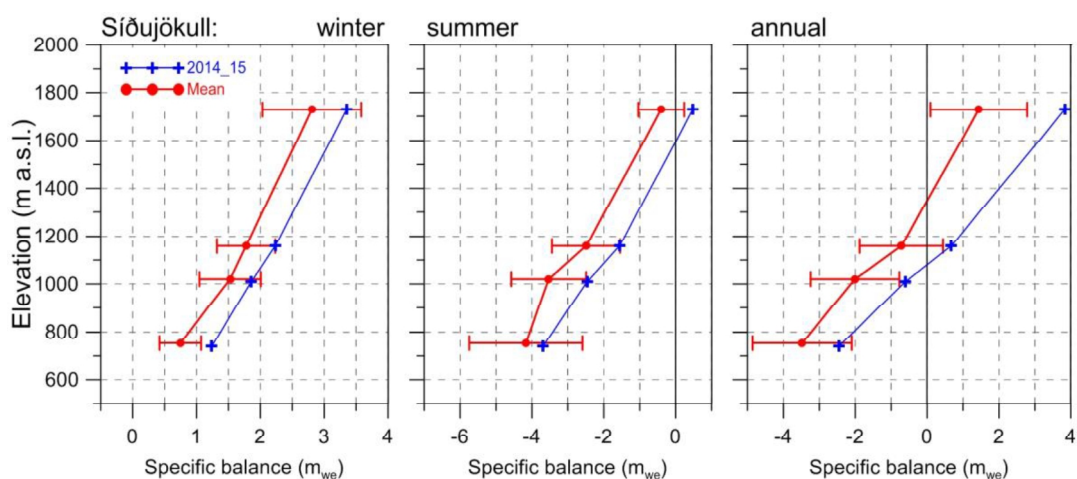 Síðujökull: winter
summer
annual
2000
1800
1600
1400
1200
1000
800
600
Elevation (m a.s.l.)
2014_15
Mean
0 1 2 3 4
-6 -4 -2 0
-4 -2 0 2 4
Specific balance (mwe)
Specific balance (mwe)
Specific balance (mwe)